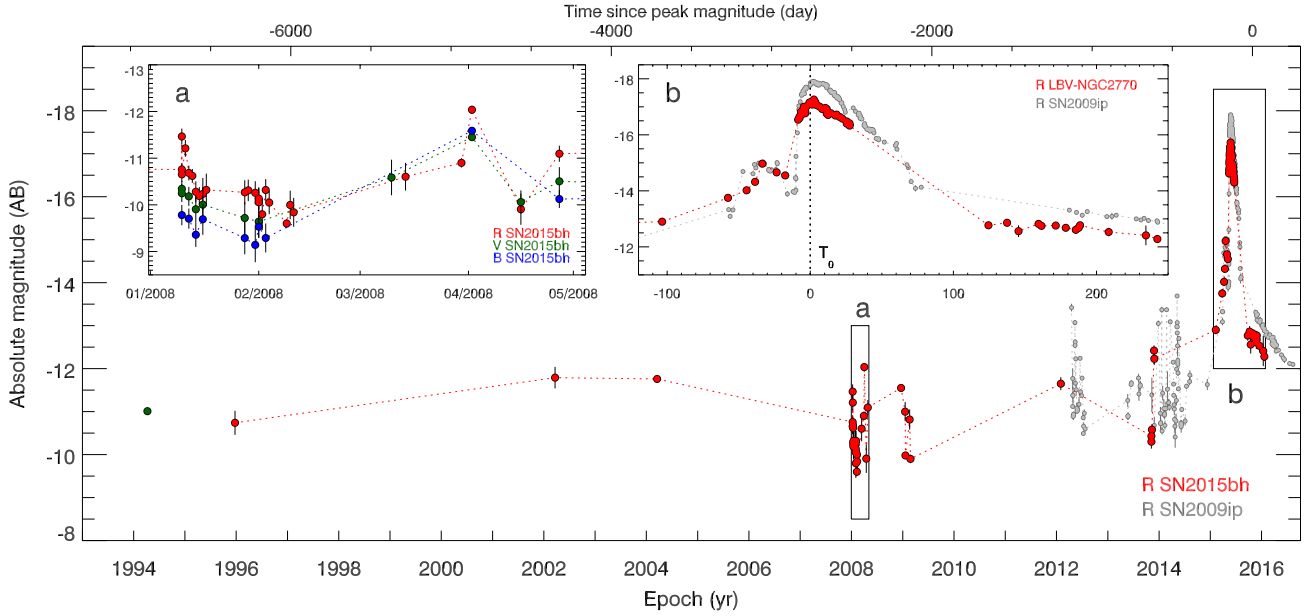 Time since peak magnitude (day)
-6000 -4000 -2000 0
Absolute magnitude (AB)
-18
-16
-14
-12
-10
-8
a
-13
-12
-11
-10
-9
R SN2015bh
V SN2015bh
B SN2015bh
01/2008 02/2008 03/2008 04/2008 05/2008
b
R LBV-NGC2770
R SN2009ip
-18
-16
-14
-12
T0
-100 0 100 200
a
b
R SN2015bh
R SN2009ip
1994 1996 1998 2000 2002 2004 2006 2008 2010 2012 2014 2016
Epoch (yr)